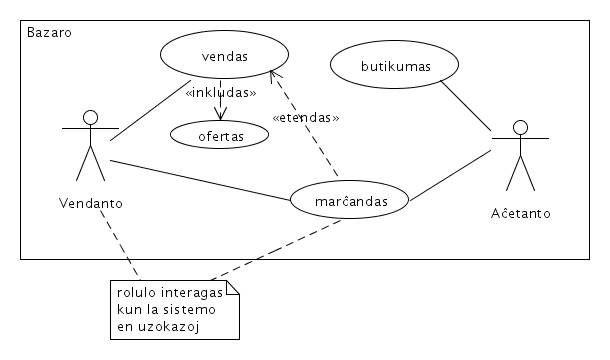 Bazaro
vendas
butikumas
«inkludas»
«etendas»
ofertas
Vendanto
marĉandas
Aĉetanto
rolulo interagas
kun la sistemo
en uzokazoj